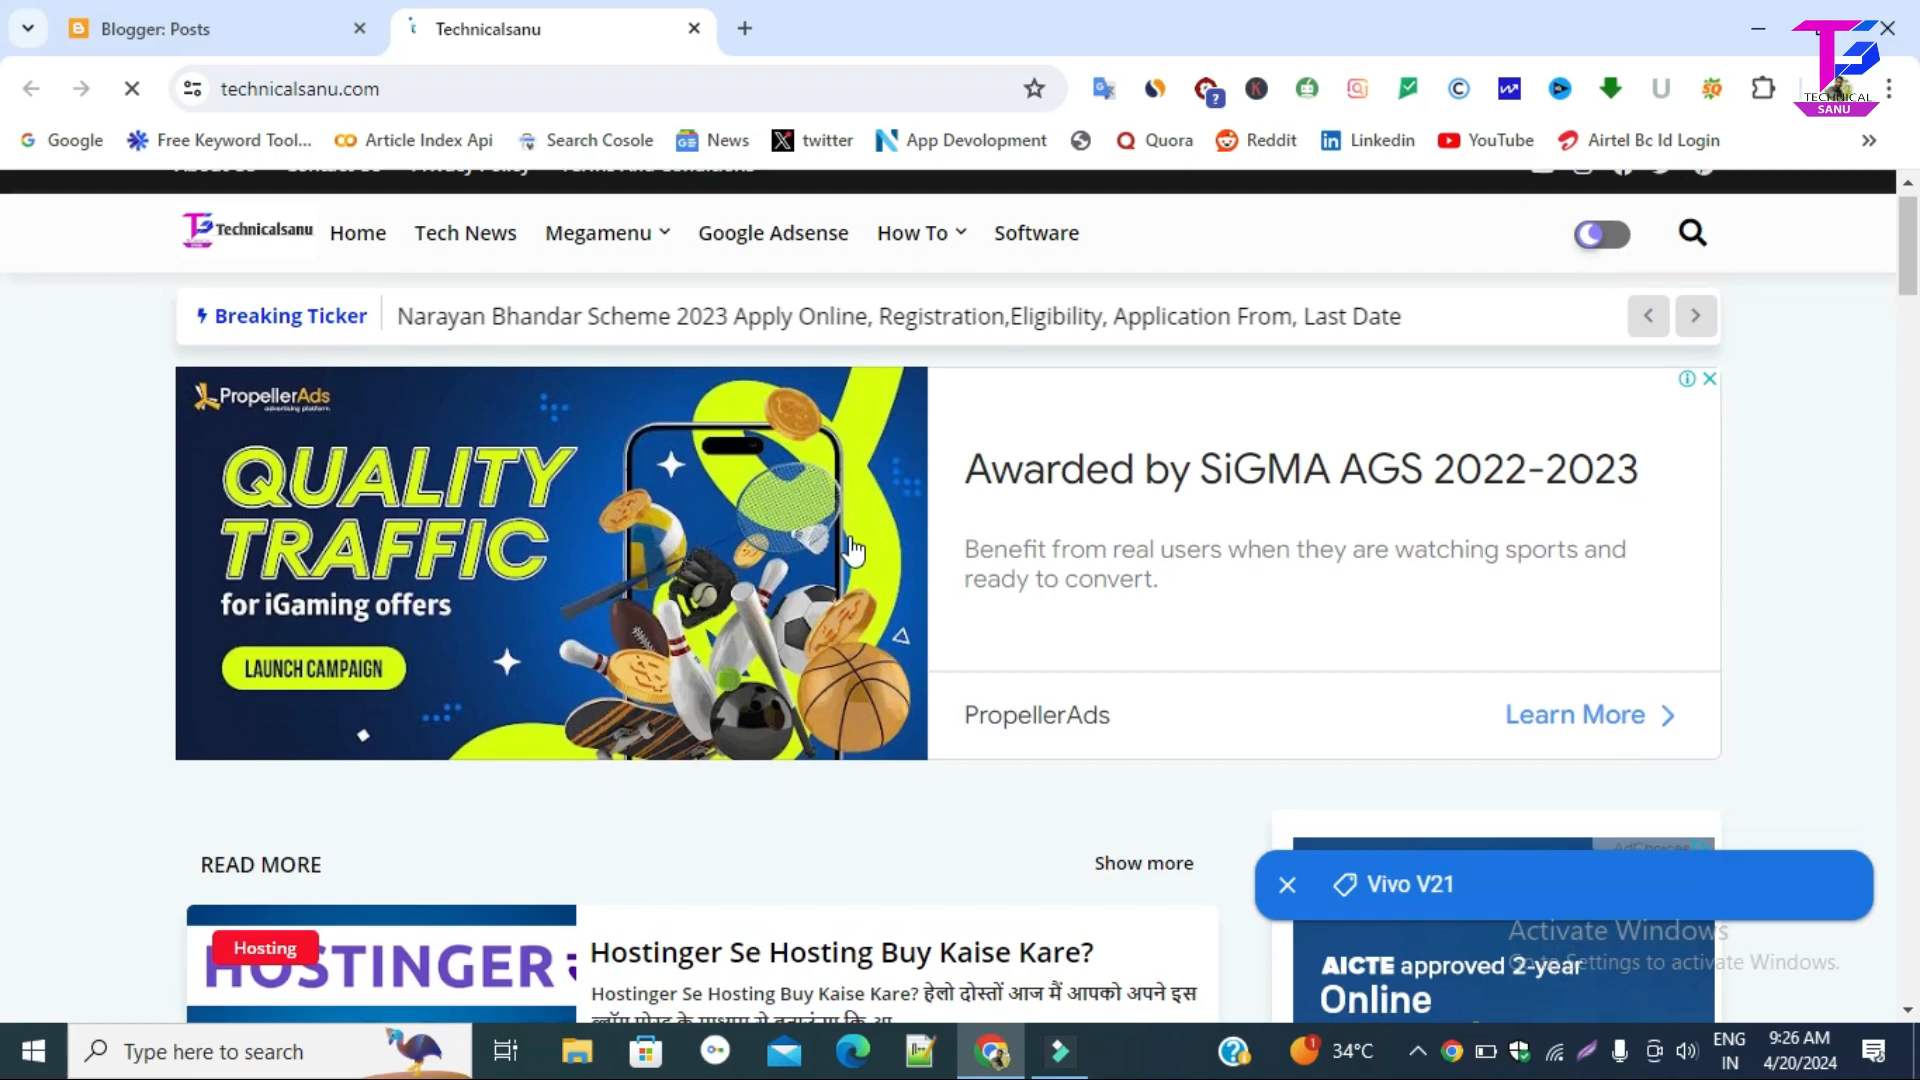 Blogger: Posts
Technicalsanu
technicalsanu.com
TECHNICAL
SANU
Google
Free Keyword Tool...
Article Index Api
Search Cosole
News
twitter
App Devolopment
Quora
Reddit
Linkedin
YouTube
Airtel Bc Id Login
Technicalsanu
Home
Tech News
Megamenu
Google Adsense
How To
Software
Breaking Ticker
Narayan Bhandar Scheme 2023 Apply Online, Registration,Eligibility, Application From, Last Date
PropellerAds
advertising platform
QUALITY
TRAFFIC
for iGaming offers
LAUNCH CAMPAIGN
Awarded by SiGMA AGS 2022-2023
Benefit from real users when they are watching sports and
ready to convert.
PropellerAds
Learn More
READ MORE
Show more
AdChoices
Vivo V21
Hosting
HOSTINGER
Hostinger Se Hosting Buy Kaise Kare?
Hostinger Se Hosting Buy Kaise Kare? हेलो दोस्तों आज मैं आपको अपने इस
Activate Windows
Go to Settings to activate Windows.
AICTE approved 2-year
Online
Type here to search
34°C
ENG
IN
9:26 AM
4/20/2024